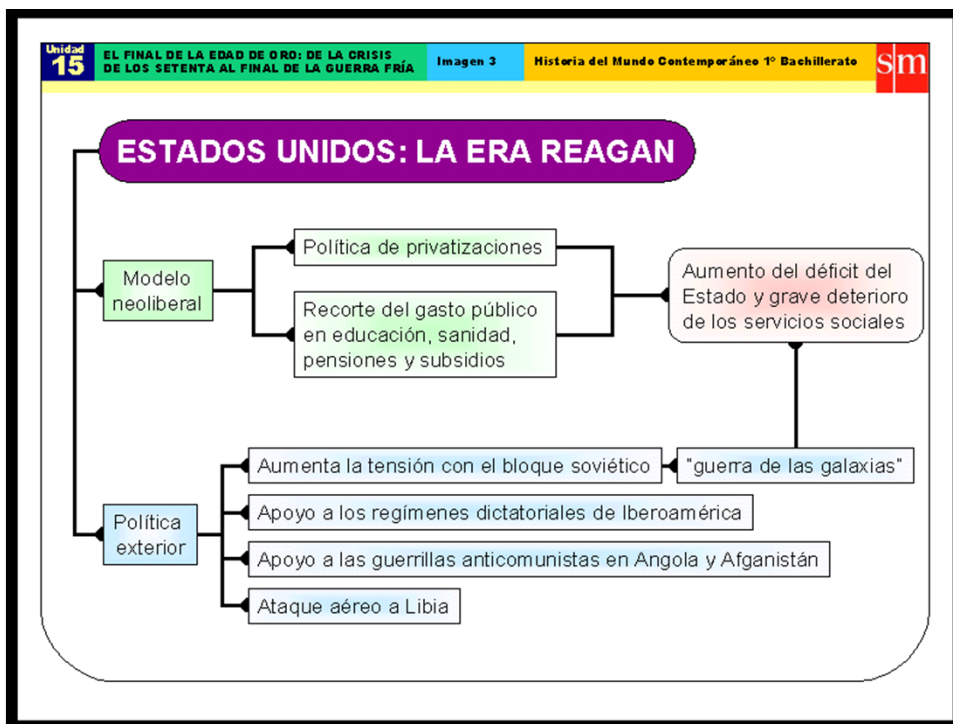 Unidad
15
EL FINAL DE LA EDAD DE ORO: DE LA CRISIS
DE LOS SETENTA AL FINAL DE LA GUERRA FRÍA
Imagen 3
Historia del Mundo Contemporáneo 1º Bachillerato
sm
ESTADOS UNIDOS: LA ERA REAGAN
Modelo
neoliberal
Política de privatizaciones
Recorte del gasto público
en educación, sanidad,
pensiones y subsidios
Aumento del déficit del
Estado y grave deterioro
de los servicios sociales
Política
exterior
Aumenta la tensión con el bloque soviético
"guerra de las galaxias"
Apoyo a los regímenes dictatoriales de Iberoamérica
Apoyo a las guerrillas anticomunistas en Angola y Afganistán
Ataque aéreo a Libia